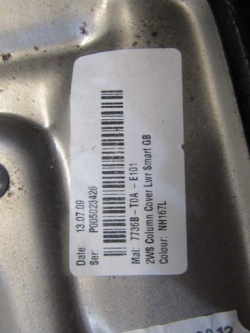 Date: 13.07.09
Ser: P005023426
Mat: 7736B-T0A-E101
2WS Column Cover Lwr Smart GB
Colour: NH167L